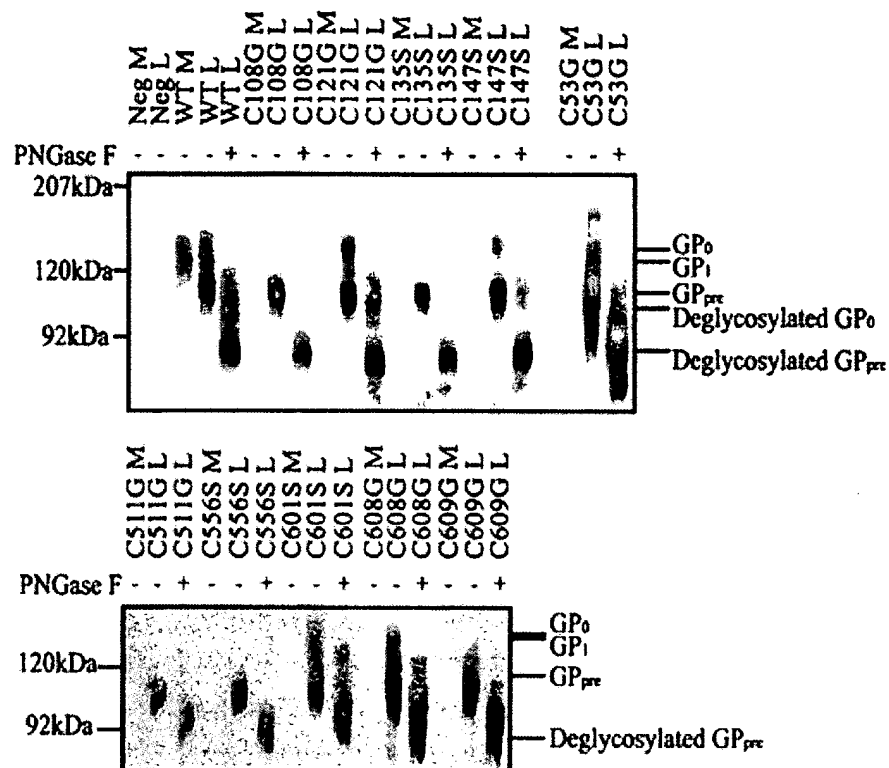 Neg M
Neg L
WT M
WT L
WT L
C108G M
C108G L
C108G L
C121G M
C121G L
C121G L
C135S M
C135S L
C135S L
C147S M
C147S L
C147S L
C53G M
C53G L
C53G L
PNGase F - - - - + - - + - - + - - + - - + - - +
207kDa
120kDa
92kDa
GP0
GP1
GPpre
Deglycosylated GP0
Deglycosylated GPpre
C511G M
C511G L
C511G L
C556S M
C556S L
C556S L
C601S M
C601S L
C601S L
C608G M
C608G L
C608G L
C609G M
C609G L
C609G L
PNGase F - - + - - + - - + - - + - - +
120kDa
92kDa
GP0
GP1
GPpre
Deglycosylated GPpre